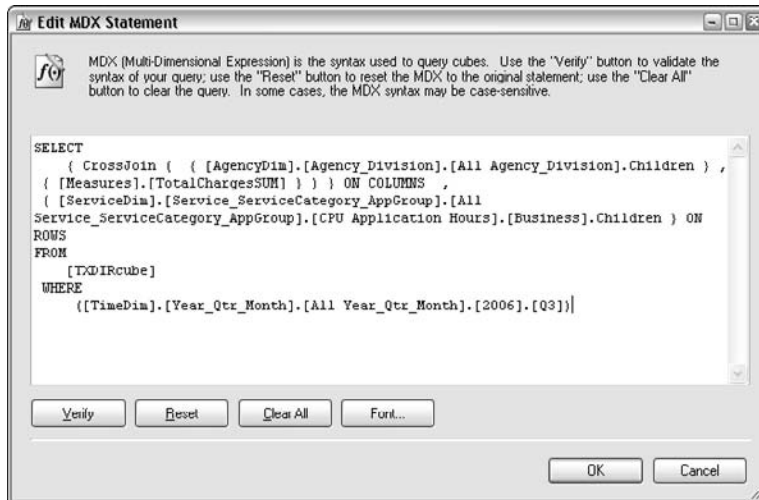 Edit MDX Statement
MDX (Multi-Dimensional Expression) is the syntax used to query cubes. Use the "Verify" button to validate the
syntax of your query; use the "Reset" button to reset the MDX to the original statement; use the "Clear All"
button to clear the query. In some cases, the MDX syntax may be case-sensitive.
SELECT
{ CrossJoin ( { [AgencyDim].[Agency_Division].[All Agency_Division].Children } ,
{ [Measures].[TotalChargesSUM] } ) } ON COLUMNS ,
{ [ServiceDim].[Service_ServiceCategory_AppGroup].[All
Service_ServiceCategory_AppGroup].[CPU Application Hours].[Business].Children } ON
ROWS
FROM
[TXDIRcube]
WHERE
([TimeDim].[Year_Qtr_Month].[All Year_Qtr_Month].[2006].[Q3])
Verify Reset Clear All Font...
OK Cancel